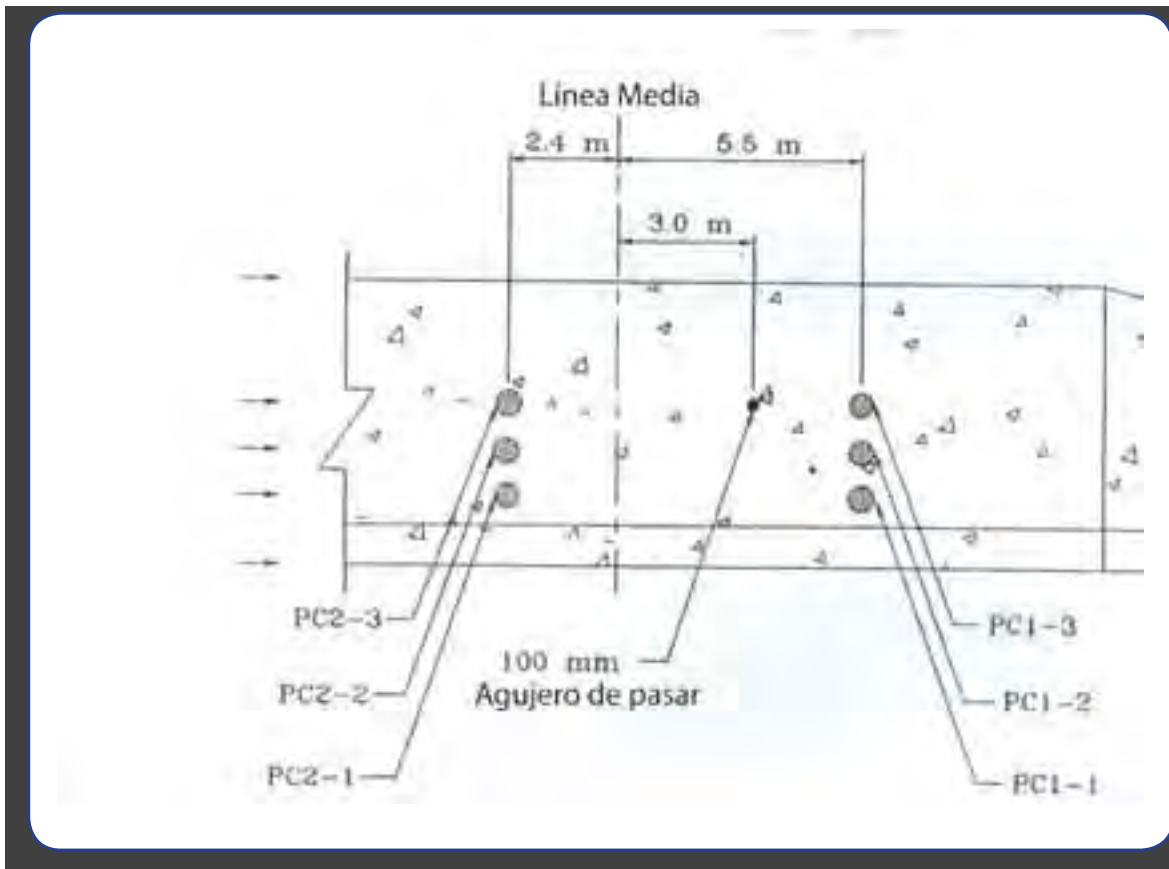 Línea Media
2.4 m
5.5 m
3.0 m
PC2-3
PC1-3
100 mm
Agujero de pasar
PC2-2
PC1-2
PC2-1
PC1-1